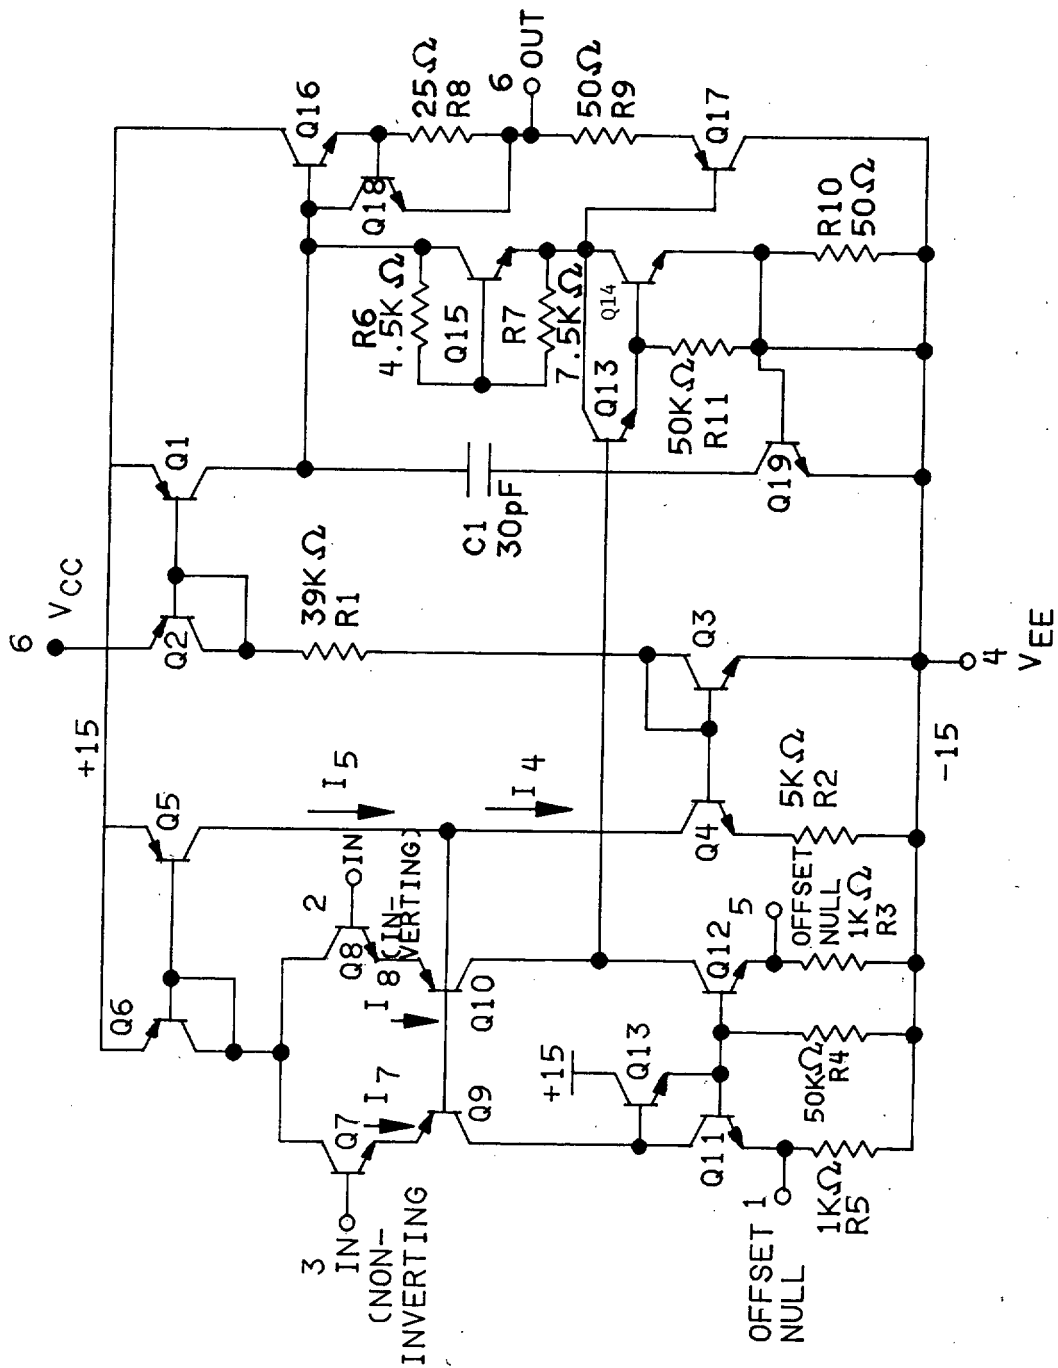 6
VCC
+15
Q6
Q5
Q2
Q1
Q16
25Ω
R8
Q18
6
OUT
50Ω
R9
Q17
R6
4.5KΩ
Q15
R7
7.5KΩ
Q14
Q13
50KΩ
R11
R10
50Ω
C1
30pF
Q19
39KΩ
R1
Q3
4
VEE
-15
I5
I4
2
IN
(IN-
VERTING)
Q8
I8
Q10
Q7
I7
Q9
3
IN
(NON-
INVERTING
+15
Q13
Q4
5KΩ
R2
Q12
5
OFFSET
NULL
1KΩ
R3
50KΩ
R4
Q11
OFFSET 1
NULL
1KΩ
R5